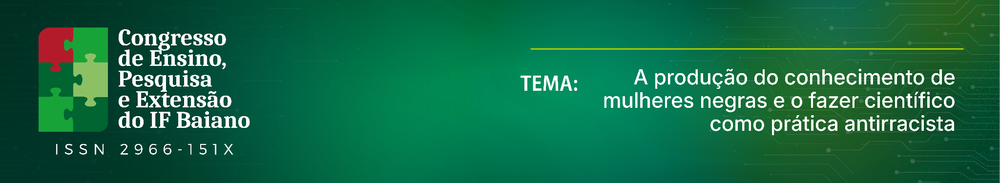 Congresso
de Ensino,
Pesquisa
e Extensão
do IF Baiano
ISSN 2966-151X
TEMA:
A produção do conhecimento de
mulheres negras e o fazer científico
como prática antirracista